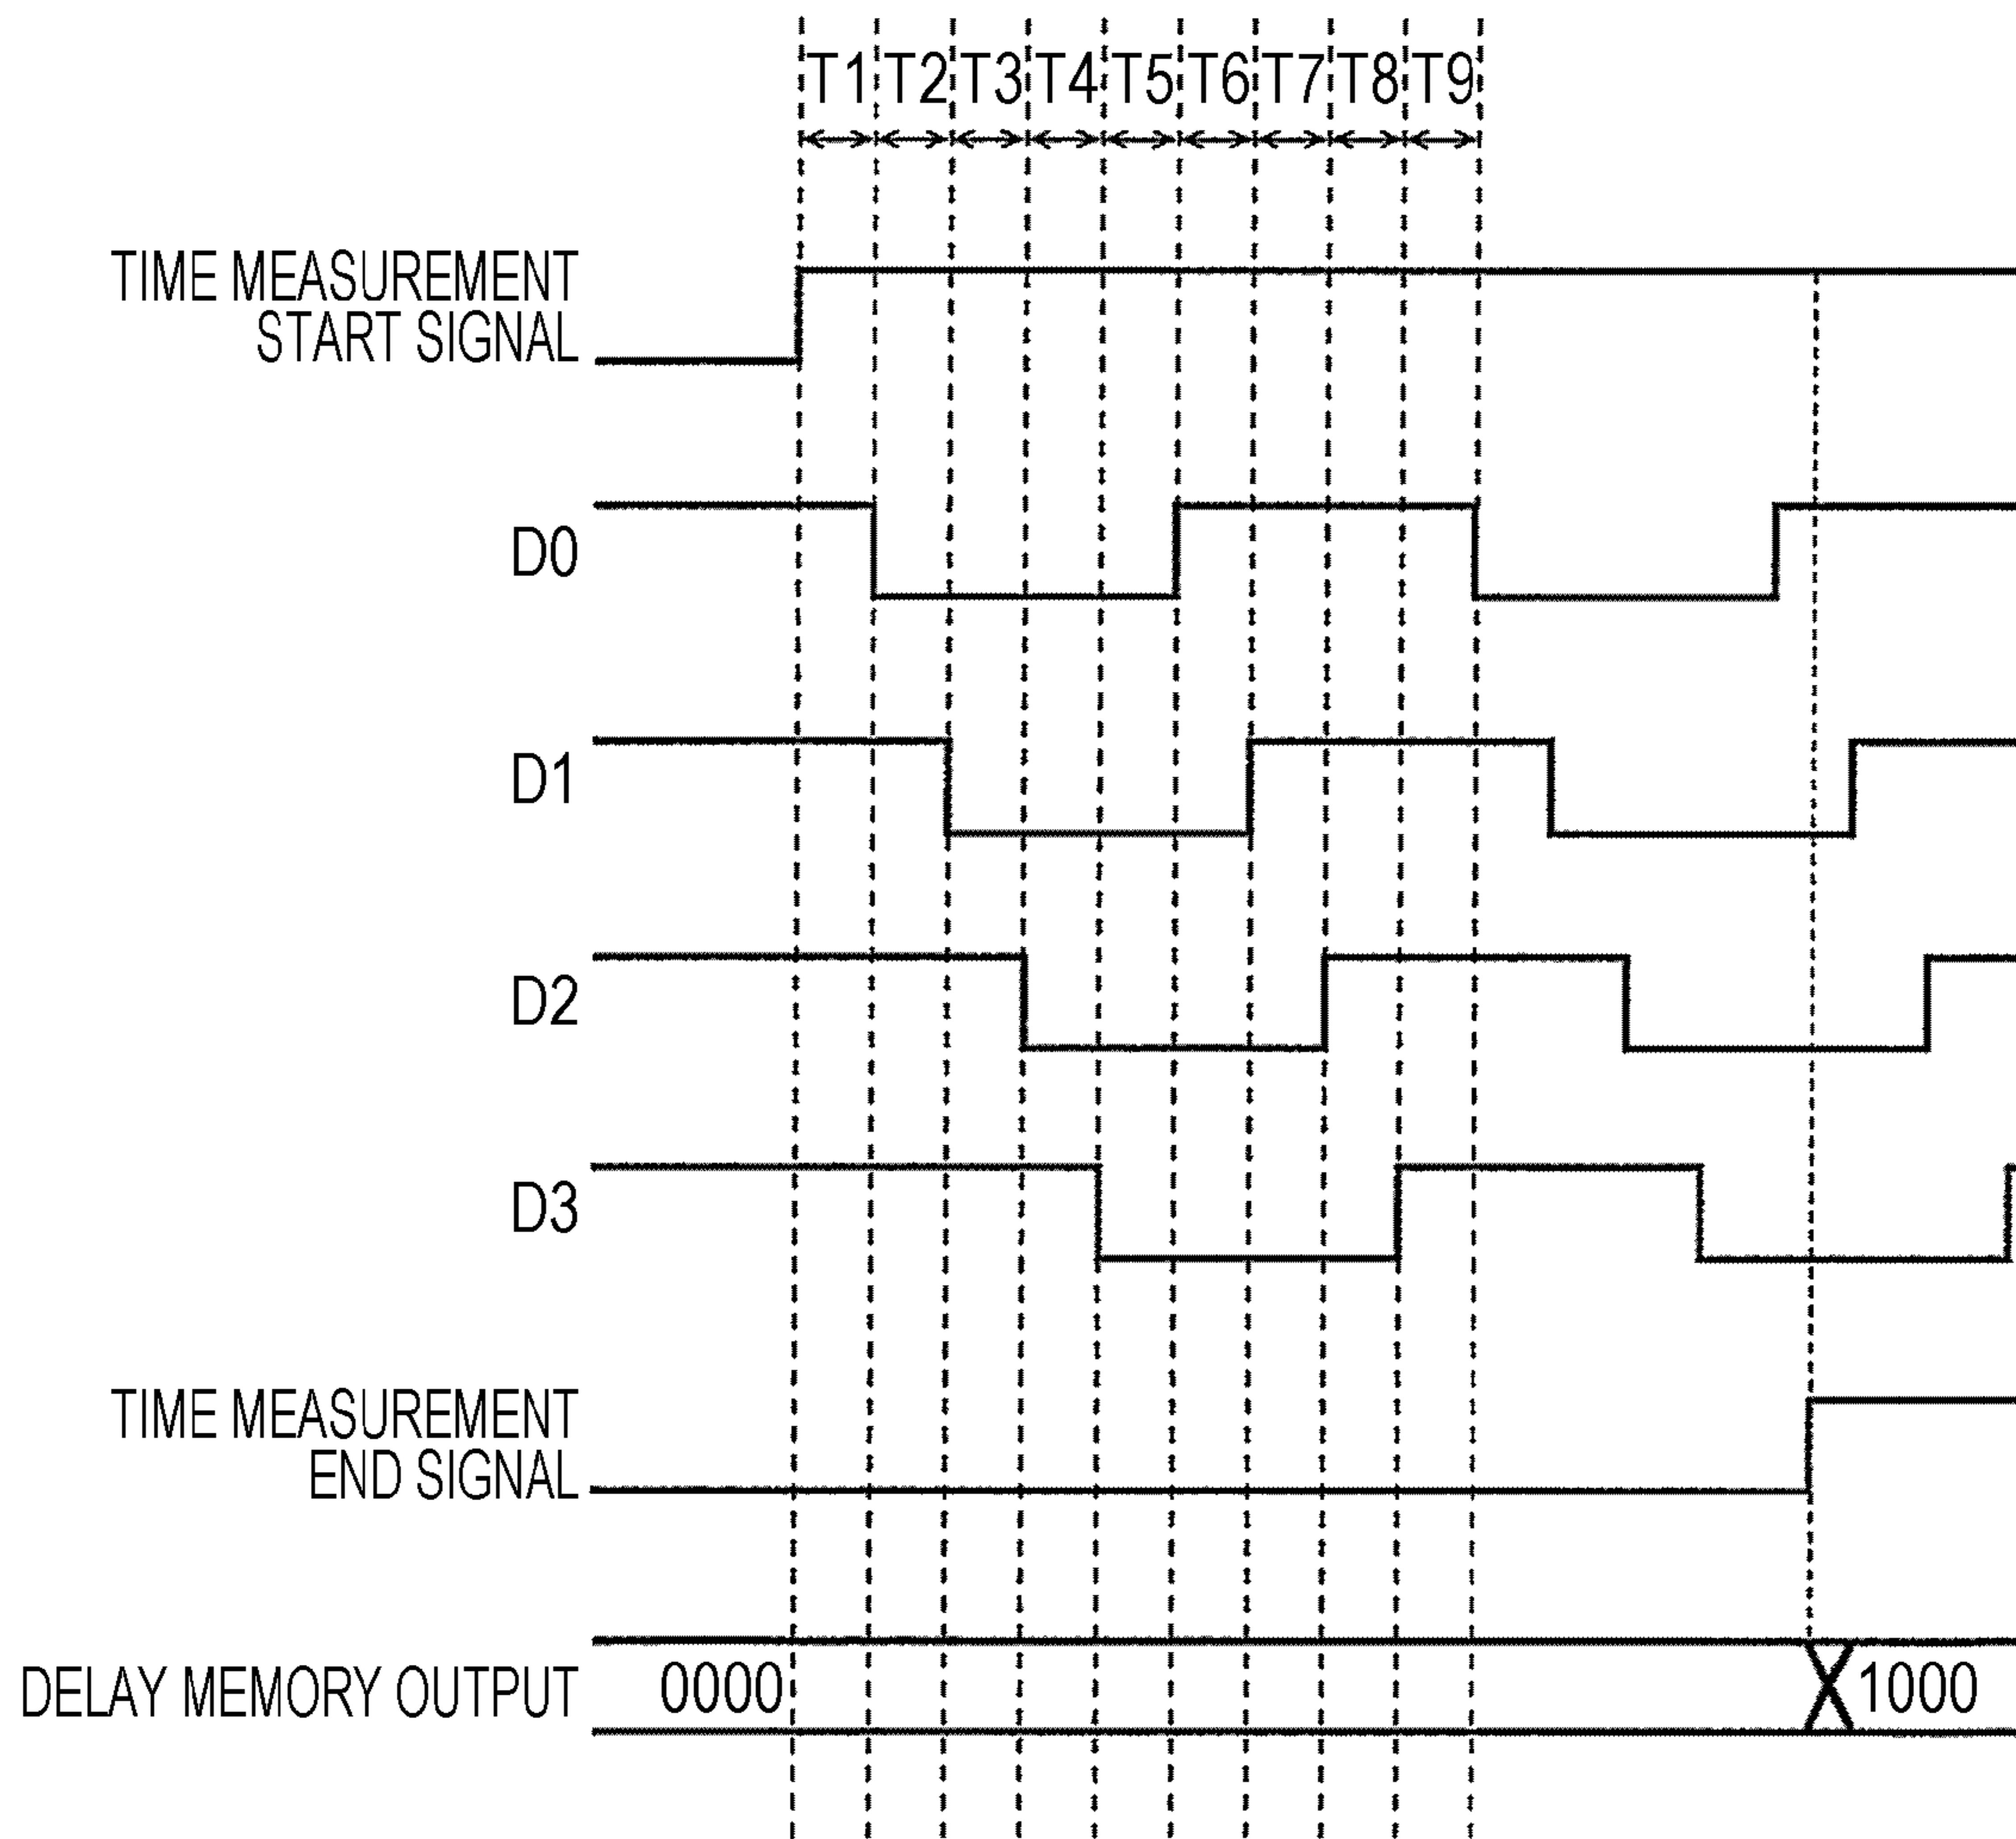 T1 T2 T3 T4 T5 T6 T7 T8 T9
TIME MEASUREMENT
START SIGNAL
D0
D1
D2
D3
TIME MEASUREMENT
END SIGNAL
DELAY MEMORY OUTPUT 0000 1000